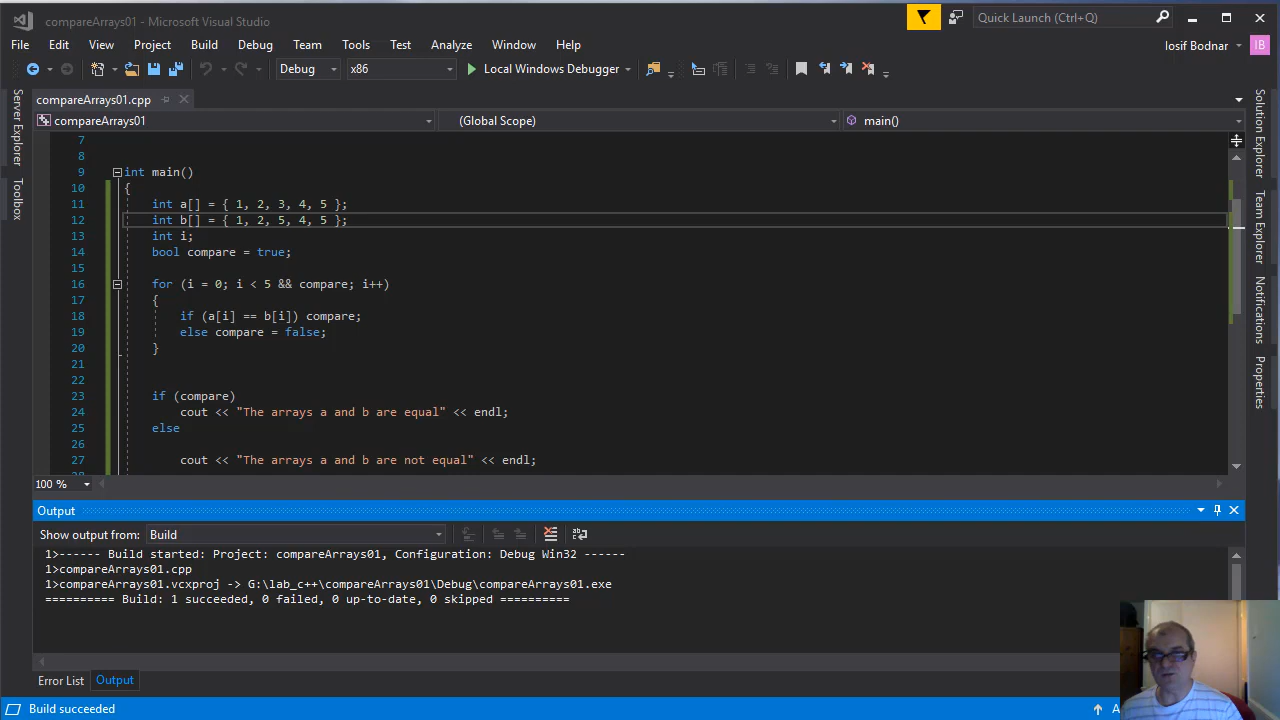 compareArrays01 - Microsoft Visual Studio
Quick Launch (Ctrl+Q)
File Edit View Project Build Debug Team Tools Test Analyze Window Help
Iosif Bodnar IB
Debug x86 Local Windows Debugger
compareArrays01.cpp
compareArrays01 (Global Scope) main()
Server Explorer
Toolbox
Solution Explorer
Team Explorer
Notifications
Properties
7
8
9 int main()
10 {
11 int a[] = { 1, 2, 3, 4, 5 };
12 int b[] = { 1, 2, 5, 4, 5 };
13 int i;
14 bool compare = true;
15
16 for (i = 0; i < 5 && compare; i++)
17 {
18 if (a[i] == b[i]) compare;
19 else compare = false;
20 }
21
22
23 if (compare)
24 cout << "The arrays a and b are equal" << endl;
25 else
26
27 cout << "The arrays a and b are not equal" << endl;
100 %
Output
Show output from: Build
1>------ Build started: Project: compareArrays01, Configuration: Debug Win32 ------
1>compareArrays01.cpp
1>compareArrays01.vcxproj -> G:\lab_c++\compareArrays01\Debug\compareArrays01.exe
========== Build: 1 succeeded, 0 failed, 0 up-to-date, 0 skipped ==========
Error List Output
Build succeeded